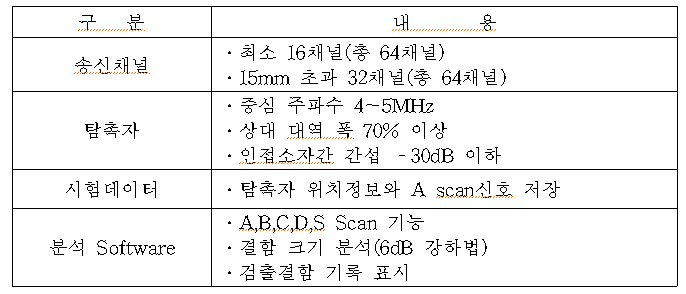 구 분 내 용
송신채널
· 최소 16채널(총 64채널)
· 15mm 초과 32채널(총 64채널)
탐촉자
· 중심 주파수 4~5MHz
· 상대 대역 폭 70% 이상
· 인접소자간 간섭 -30dB 이하
시험데이터
· 탐촉자 위치정보와 A scan신호 저장
분석 Software
· A,B,C,D,S Scan 기능
· 결함 크기 분석(6dB 강하법)
· 검출결함 기록 표시